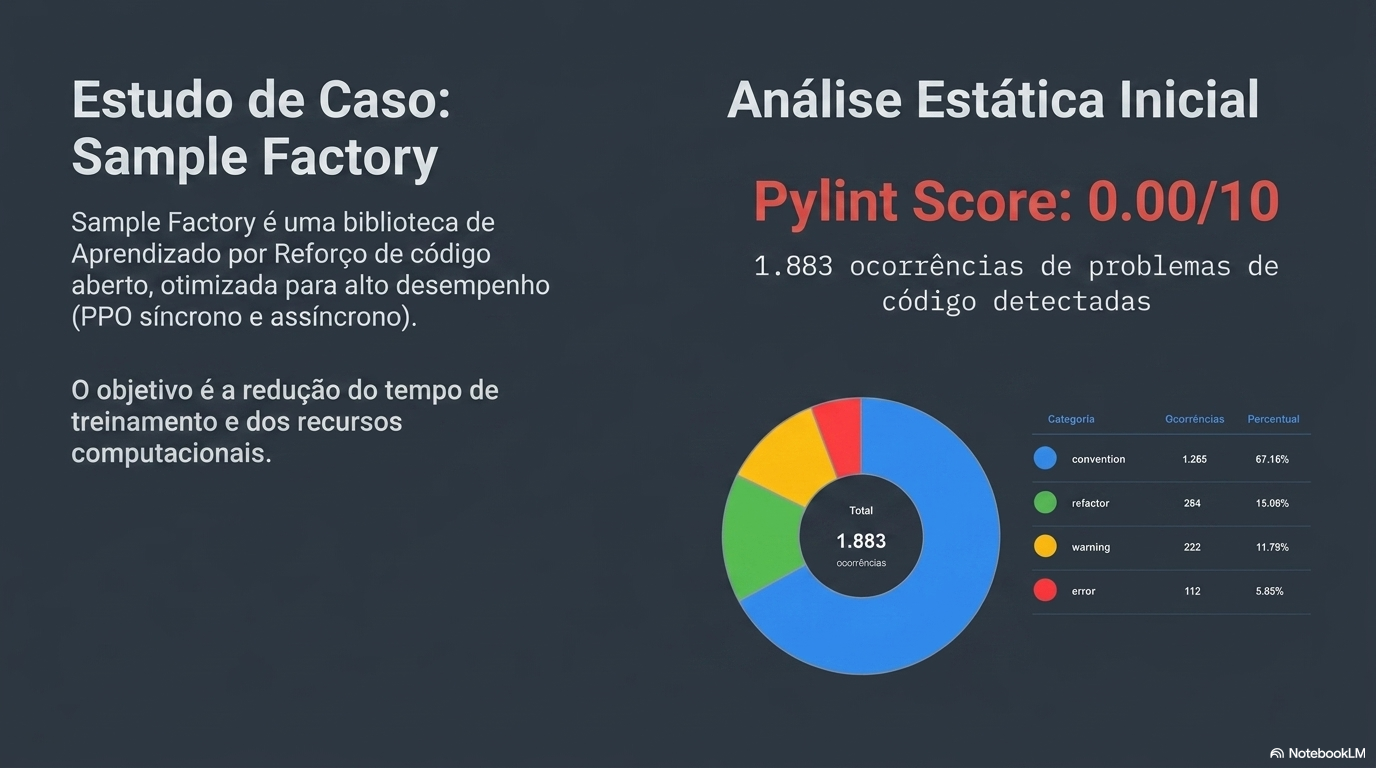 Estudo de Caso:
Sample Factory
Sample Factory é uma biblioteca de
Aprendizado por Reforço de código
aberto, otimizada para alto desempenho
(PPO síncrono e assíncrono).
O objetivo é a redução do tempo de
treinamento e dos recursos
computacionais.
Análise Estática Inicial
Pylint Score: 0.00/10
1.883 ocorrências de problemas de
código detectadas
Total
1.883
ocorrências
Categoria Ocorrências Percentual
convention 1.265 67.16%
refactor 284 15.06%
warning 222 11.79%
error 112 5.85%
NotebookLM